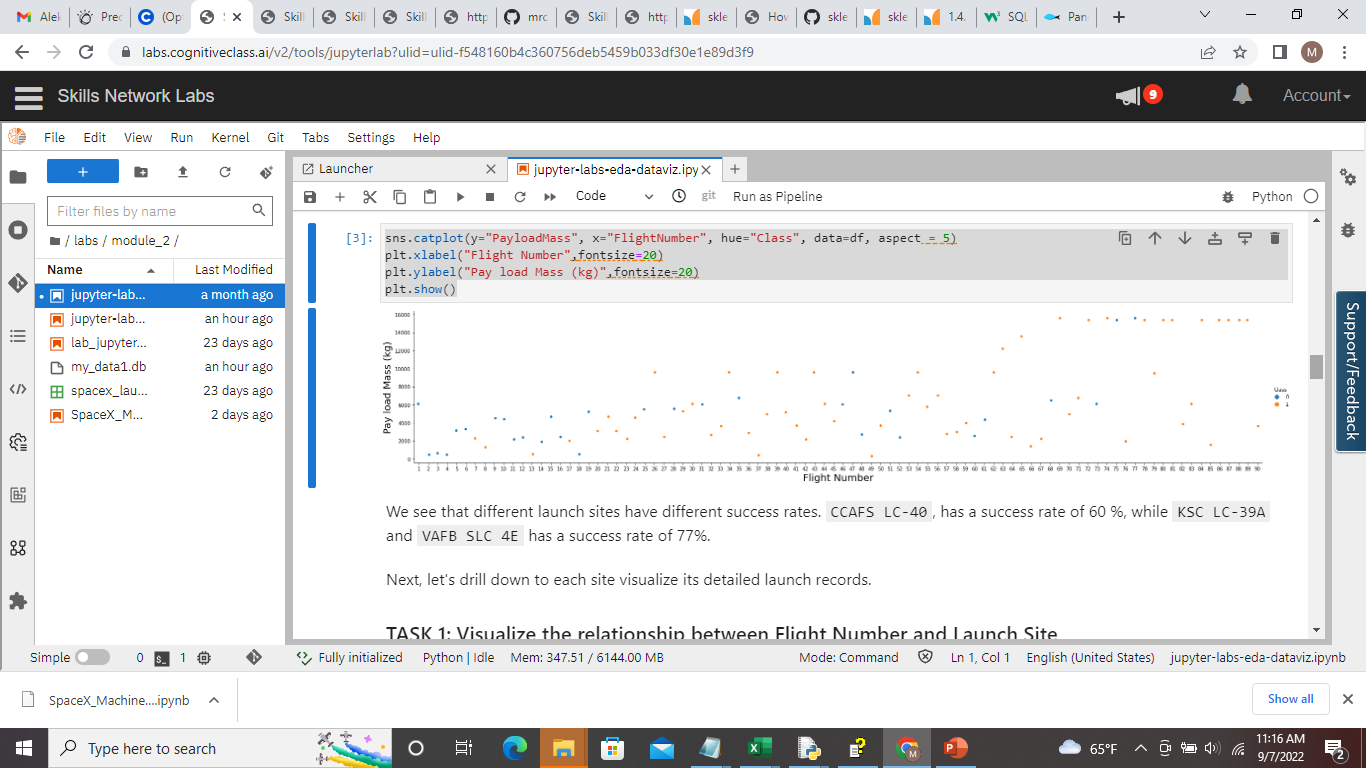 Alek
Prec
(Op
S
Skill
Skill
Skill
http
mrc
Skill
http
skle
How
skle
skle
1.4.
SQL
Pan
labs.cognitiveclass.ai/v2/tools/jupyterlab?ulid=ulid-f548160b4c360756deb5459b033df30e1e89d3f9
M
Skills Network Labs
9
Account
File Edit View Run Kernel Git Tabs Settings Help
Launcher
jupyter-labs-eda-dataviz.ipy
Code
git
Run as Pipeline
Python
Filter files by name
/ labs / module_2 /
Name Last Modified
jupyter-lab... a month ago
jupyter-lab... an hour ago
lab_jupyter... 23 days ago
my_data1.db an hour ago
spacex_lau... 23 days ago
SpaceX_M... 2 days ago
[3]:
sns.catplot(y="PayloadMass", x="FlightNumber", hue="Class", data=df, aspect = 5)
plt.xlabel("Flight Number",fontsize=20)
plt.ylabel("Pay load Mass (kg)",fontsize=20)
plt.show()
Pay load Mass (kg)
16000
14000
12000
10000
8000
6000
4000
2000
0
1 2 3 4 5 6 7 8 9 10 11 12 13 14 15 16 17 18 19 20 21 22 23 24 25 26 27 28 29 30 31 32 33 34 35 36 37 38 39 40 41 42 43 44 45 46 47 48 49 50 51 52 53 54 55 56 57 58 59 60 61 62 63 64 65 66 67 68 69 70 71 72 73 74 75 76 77 78 79 80 81 82 83 84 85 86 87 88 89 90
Flight Number
Class
0
1
We see that different launch sites have different success rates. CCAFS LC-40 , has a success rate of 60 %, while KSC LC-39A
and VAFB SLC 4E has a success rate of 77%.
Next, let's drill down to each site visualize its detailed launch records.
TASK 1: Visualize the relationship between Flight Number and Launch Site
Support/Feedback
Simple 0 1 Fully initialized Python | Idle Mem: 347.51 / 6144.00 MB Mode: Command Ln 1, Col 1 English (United States) jupyter-labs-eda-dataviz.ipynb
SpaceX_Machine....ipynb
Show all
Type here to search
65°F
11:16 AM
9/7/2022
2